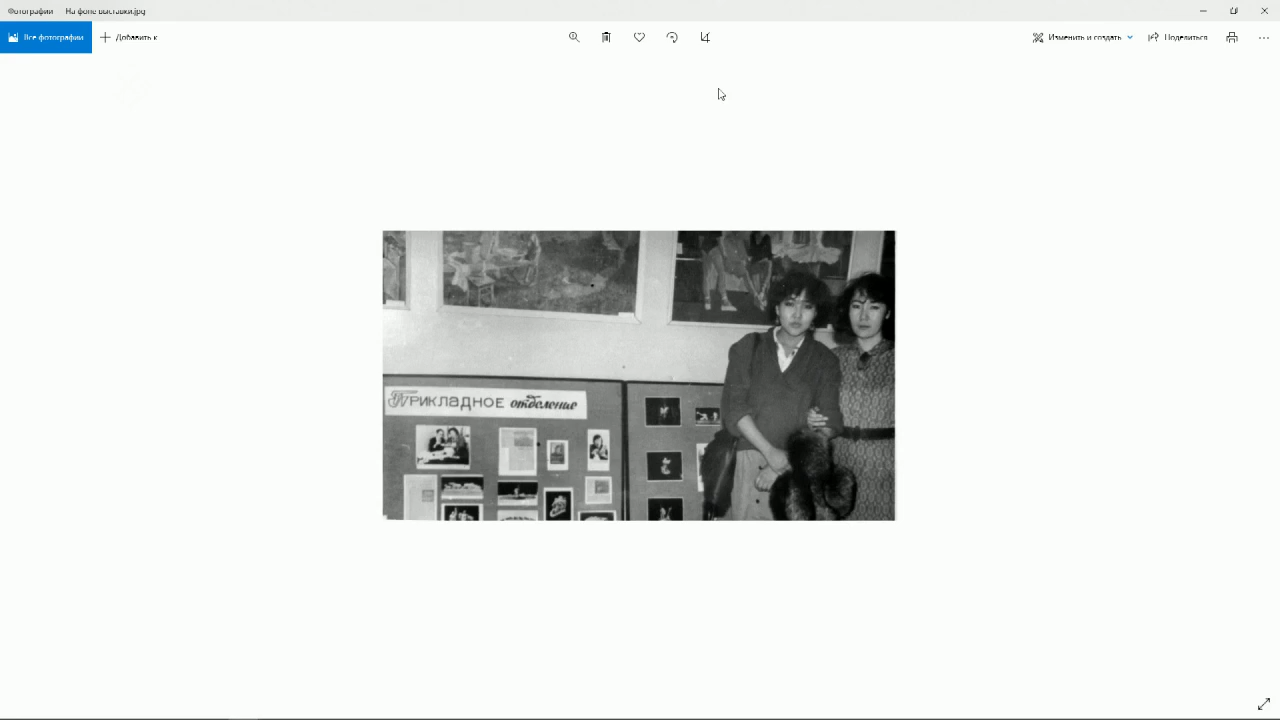 Фотографии - На фоне выставки.jpg
Все фотографии
Добавить к
Изменить и создать
Поделиться
Прикладное отделение